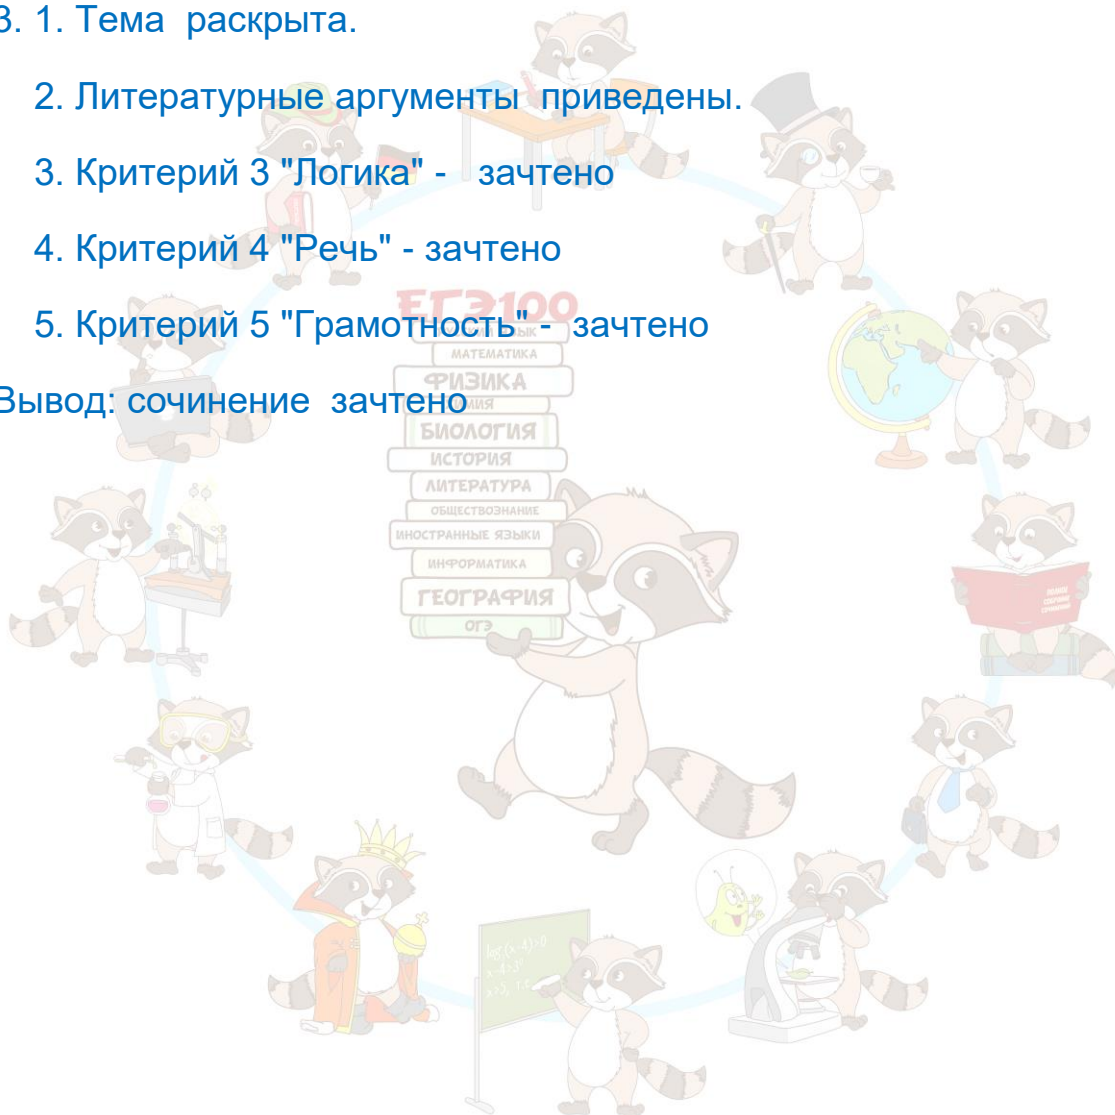 3. 1. Тема раскрыта.
2. Литературные аргументы приведены.
3. Критерий 3 "Логика" - зачтено
4. Критерий 4 "Речь" - зачтено
5. Критерий 5 "Грамотность" - зачтено
Вывод: сочинение зачтено
ЕГЭ100
МАТЕМАТИКА
ФИЗИКА
БИОЛОГИЯ
ИСТОРИЯ
ЛИТЕРАТУРА
ОБЩЕСТВОЗНАНИЕ
ИНОСТРАННЫЕ ЯЗЫКИ
ИНФОРМАТИКА
ГЕОГРАФИЯ
ОГЭ